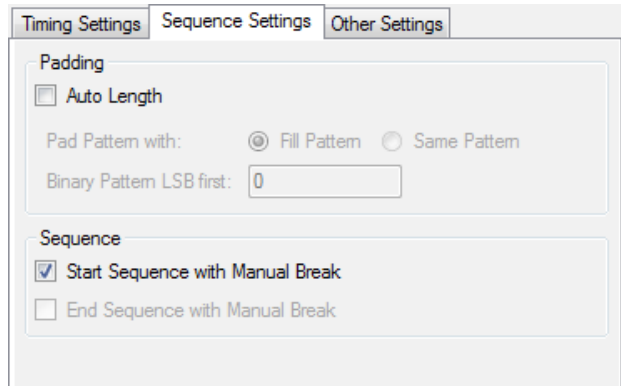 Timing Settings Sequence Settings Other Settings
Padding
Auto Length
Pad Pattern with: Fill Pattern Same Pattern
Binary Pattern LSB first: 0
Sequence
Start Sequence with Manual Break
End Sequence with Manual Break